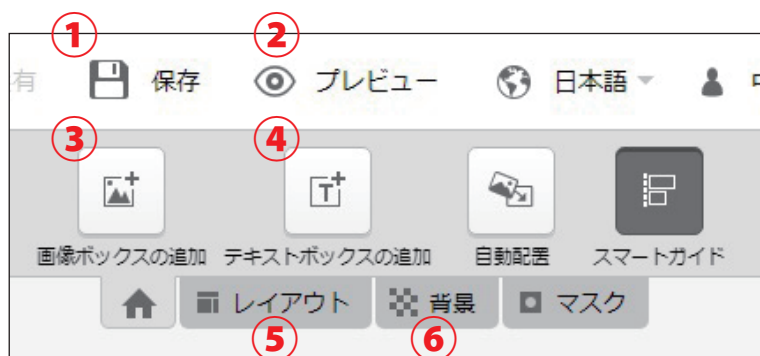 ① ②
有 保存 プレビュー 日本語
③ ④
画像ボックスの追加 テキストボックスの追加 自動配置 スマートガイド
レイアウト 背景 マスク
⑤ ⑥